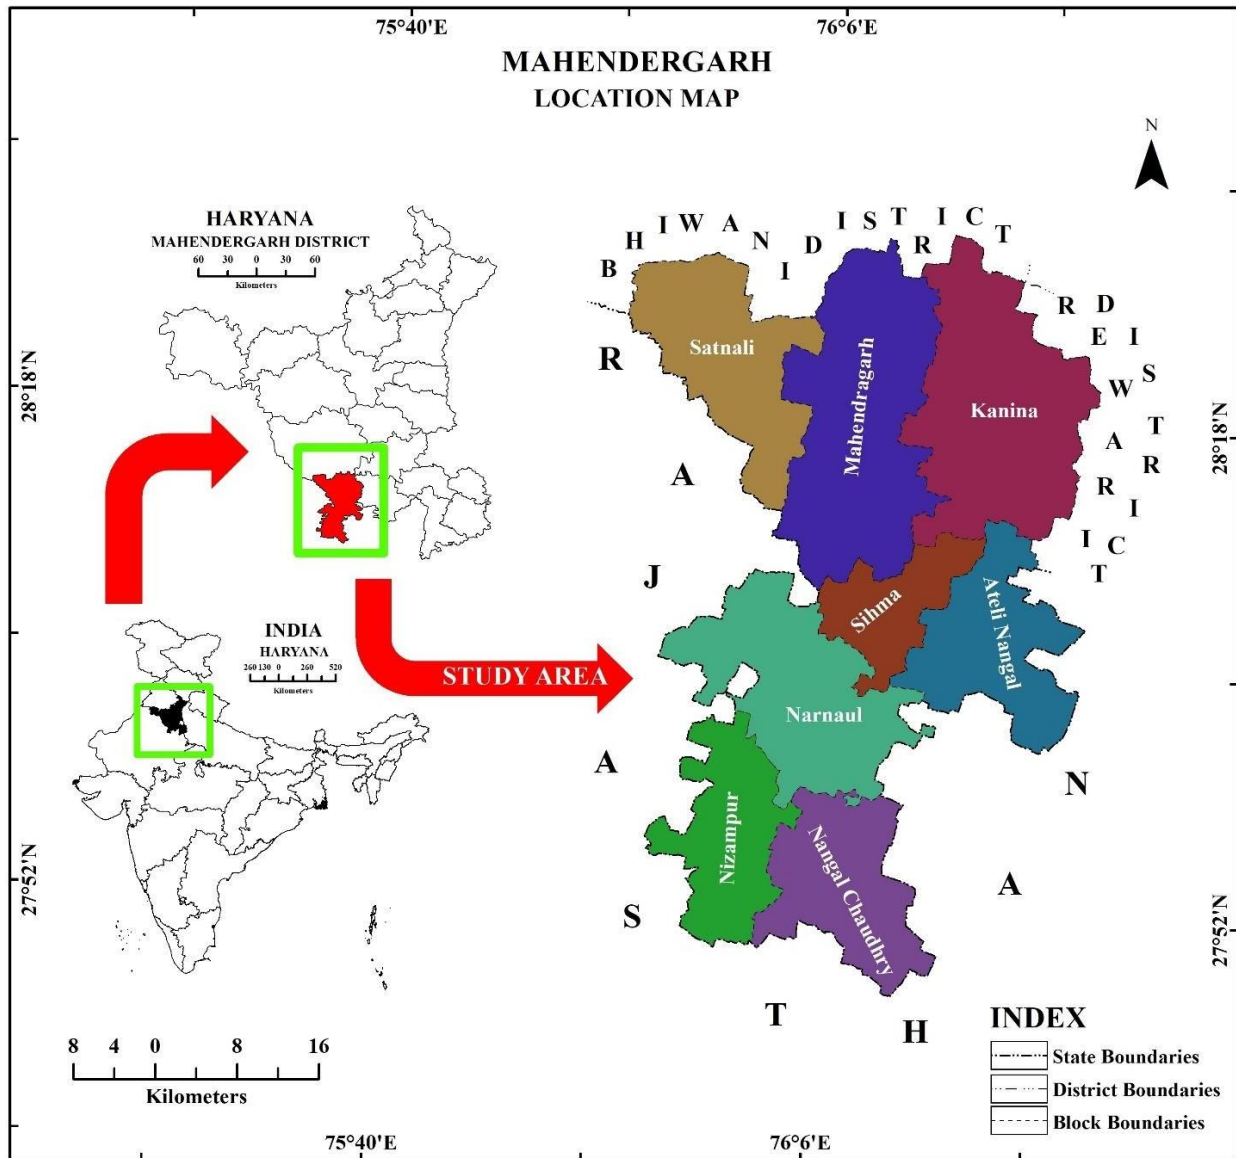 75°40'E
76°6'E
MAHENDERGARH
LOCATION MAP
N
HARYANA
MAHENDERGARH DISTRICT
60 30 0 30 60
Kilometers
BHIWANI DISTRICT
REWARI DISTRICT
RAJASTHAN
28°18'N
28°18'N
Satnali
Mahendragarh
Kanina
Sihma
Ateli Nangal
Narnaul
Nizampur
Nangal Chaudhry
INDIA
HARYANA
260 130 0 260 520
Kilometers
STUDY AREA
27°52'N
27°52'N
8 4 0 8 16
Kilometers
INDEX
State Boundaries
District Boundaries
Block Boundaries
75°40'E
76°6'E